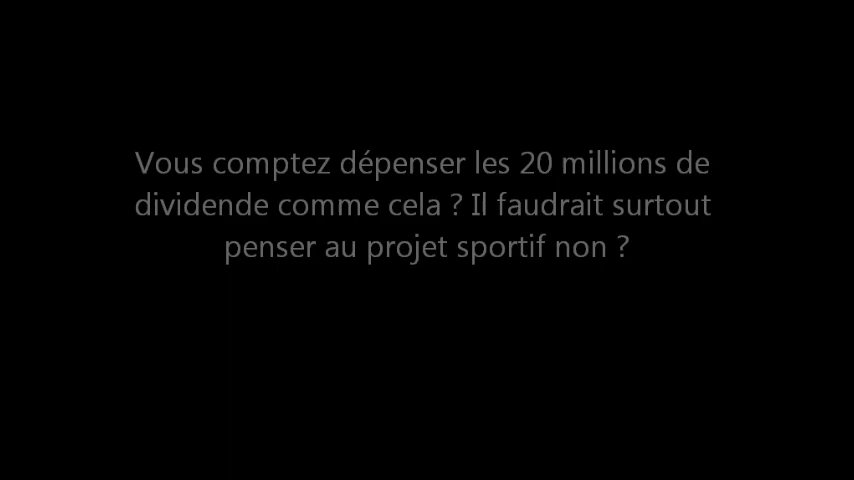 Vous comptez dépenser les 20 millions de
dividende comme cela ? Il faudrait surtout
penser au projet sportif non ?